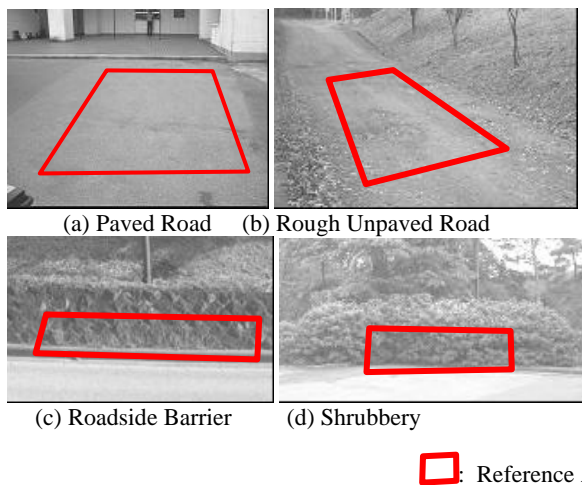 (a) Paved Road (b) Rough Unpaved Road
(c) Roadside Barrier (d) Shrubbery
: Reference